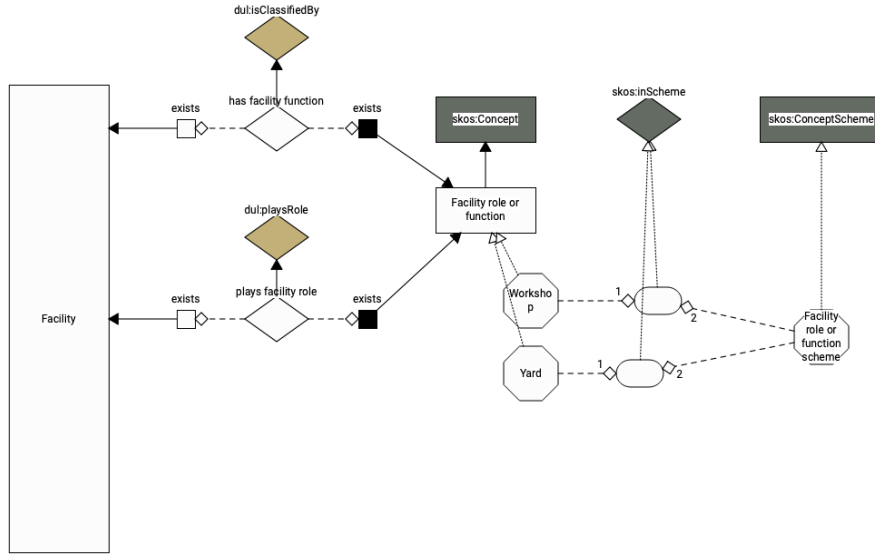 dul:isClassifiedBy
exists
has facility function
exists
skos:Concept
skos:inScheme
skos:ConceptScheme
Facility role or
function
dul:playsRole
exists
plays facility role
exists
Facility
Worksho
p
1
2
Yard
1
2
Facility
role or
function
scheme